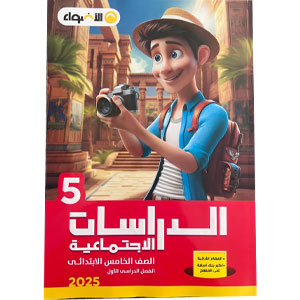 الأضواء
5
الدراسات
الاجتماعية
الصف الخامس الابتدائى
الفصل الدراسى الأول
2025